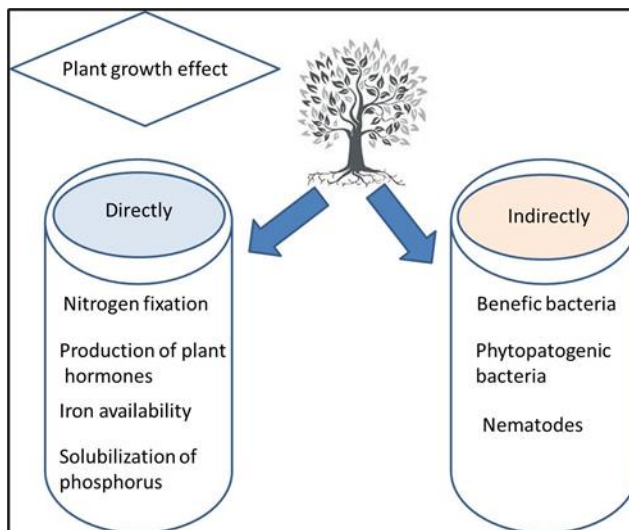 Plant growth effect
Directly
Nitrogen fixation
Production of plant
hormones
Iron availability
Solubilization of
phosphorus
Indirectly
Benefic bacteria
Phytopatogenic
bacteria
Nematodes